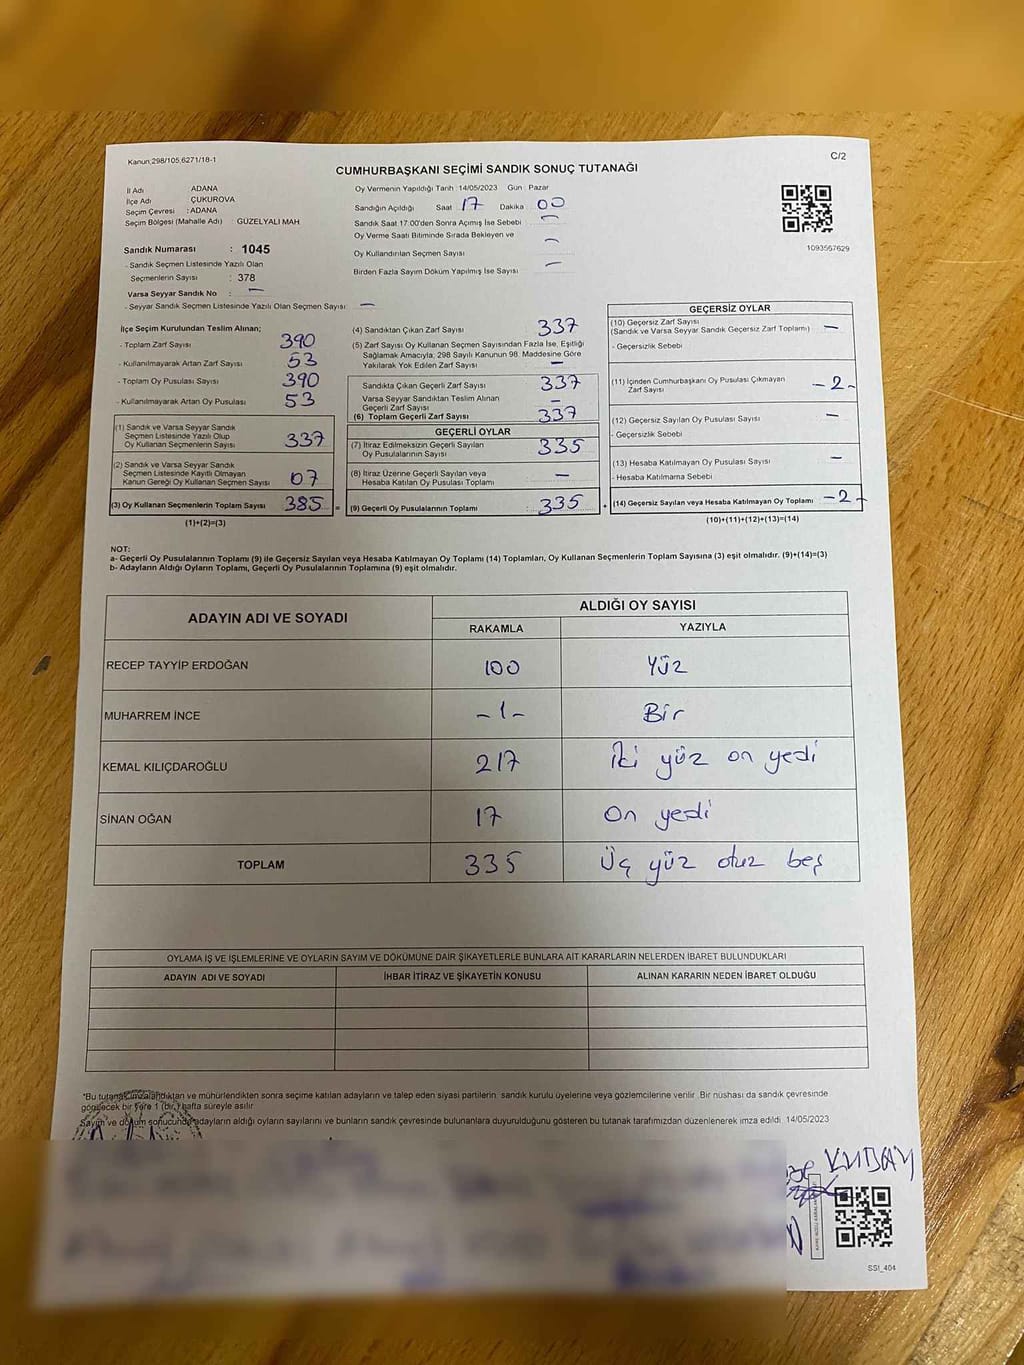 Kanun 298/105,6271/18-1
C/2
CUMHURBAŞKANI SEÇİMİ SANDIK SONUÇ TUTANAĞI
İl Adı ADANA
İlçe Adı ÇUKUROVA
Seçim Çevresi : ADANA
Seçim Bölgesi (Mahalle Adı) : GÜZELYALI MAH
Sandık Numarası : 1045
- Sandık Seçmen Listesinde Yazılı Olan
Seçmenlerin Sayısı : 378
Varsa Seyyar Sandık No : —
- Seyyar Sandık Seçmen Listesinde Yazılı Olan Seçmen Sayısı : —
Oy Vermenin Yapıldığı Tarih : 14/05/2023 Gün : Pazar
Sandığın Açıldığı Saat 17 Dakika 00
Sandık Saat 17:00'den Sonra Açımış İse Sebebi —
Oy Verme Saati Bitiminde Sırada Bekleyen ve
Oy Kullandırılan Seçmen Sayısı —
Birden Fazla Sayım Döküm Yapılmış İse Sayısı —
1093567629
İlçe Seçim Kurulundan Teslim Alınan;
- Toplam Zarf Sayısı 390
- Kullanılmayarak Artan Zarf Sayısı 53
- Toplam Oy Pusulası Sayısı 390
- Kullanılmayarak Artan Oy Pusulası 53
(1) Sandık ve Varsa Seyyar Sandık
Seçmen Listesinde Yazılı Olup
Oy Kullanan Seçmenlerin Sayısı 337
(2) Sandık ve Varsa Seyyar Sandık
Seçmen Listesinde Kayıtlı Olmayan
Kanun Gereği Oy Kullanan Seçmen Sayısı 07
(3) Oy Kullanan Seçmenlerin Toplam Sayısı 385 =
(1)+(2)=(3)
(4) Sandıktan Çıkan Zarf Sayısı 337
(5) Zarf Sayısı Oy Kullanan Seçmen Sayısından Fazla İse, Eşitliği
Sağlamak Amacıyla, 298 Sayılı Kanunun 98. Maddesine Göre
Yakılarak Yok Edilen Zarf Sayısı —
Sandıkta Çıkan Geçerli Zarf Sayısı 337
Varsa Seyyar Sandıktan Teslim Alınan
Geçerli Zarf Sayısı —
(6) Toplam Geçerli Zarf Sayısı 337
GEÇERLİ OYLAR
(7) İtiraz Edilmeksizin Geçerli Sayılan
Oy Pusulalarının Sayısı 335
(8) İtiraz Üzerine Geçerli Sayılan veya
Hesaba Katılan Oy Pusulası Toplamı —
(9) Geçerli Oy Pusulalarının Toplamı : 335 +
GEÇERSİZ OYLAR
(10) Geçersiz Zarf Sayısı
(Sandık ve Varsa Seyyar Sandık Geçersiz Zarf Toplamı) —
- Geçersizlik Sebebi
(11) İçinden Cumhurbaşkanı Oy Pusulası Çıkmayan
Zarf Sayısı -2-
(12) Geçersiz Sayılan Oy Pusulası Sayısı —
- Geçersizlik Sebebi
(13) Hesaba Katılmayan Oy Pusulası Sayısı —
- Hesaba Katılmama Sebebi
(14) Geçersiz Sayılan veya Hesaba Katılmayan Oy Toplamı -2-
(10)+(11)+(12)+(13)=(14)
NOT:
a- Geçerli Oy Pusulalarının Toplamı (9) ile Geçersiz Sayılan veya Hesaba Katılmayan Oy Toplamı (14) Toplamları, Oy Kullanan Seçmenlerin Toplam Sayısına (3) eşit olmalıdır. (9)+(14)=(3)
b- Adayların Aldığı Oyların Toplamı, Geçerli Oy Pusulalarının Toplamına (9) eşit olmalıdır.
ADAYIN ADI VE SOYADI ALDIĞI OY SAYISI
RAKAMLA YAZIYLA
RECEP TAYYİP ERDOĞAN 100 Yüz
MUHARREM İNCE -1- Bir
KEMAL KILIÇDAROĞLU 217 İki yüz on yedi
SİNAN OĞAN 17 On yedi
TOPLAM 335 Üç yüz otuz beş
OYLAMA İŞ VE İŞLEMLERİNE VE OYLARIN SAYIM VE DÖKÜMÜNE DAİR ŞİKAYETLERLE BUNLARA AİT KARARLARIN NELERDEN İBARET BULUNDUKLARI
ADAYIN ADI VE SOYADI İHBAR İTİRAZ VE ŞİKAYETİN KONUSU ALINAN KARARIN NEDEN İBARET OLDUĞU
*Bu tutanak imzalandıktan ve mühürlendikten sonra seçime katılan adayların ve talep eden siyasi partilerin sandık kurulu üyelerine veya gözlemcilerine verilir. Bir nüshası da sandık çevresinde
görülecek bir yere 1 (bir) hafta süreyle asılır
Sayım ve döküm sonucunda adayların aldığı oyların sayılarını ve bunların sandık çevresinde bulunanlara duyurulduğunu gösteren bu tutanak tarafımızdan düzenlenerek imza edildi. 14/05/2023
KUBAY
SSİ_404